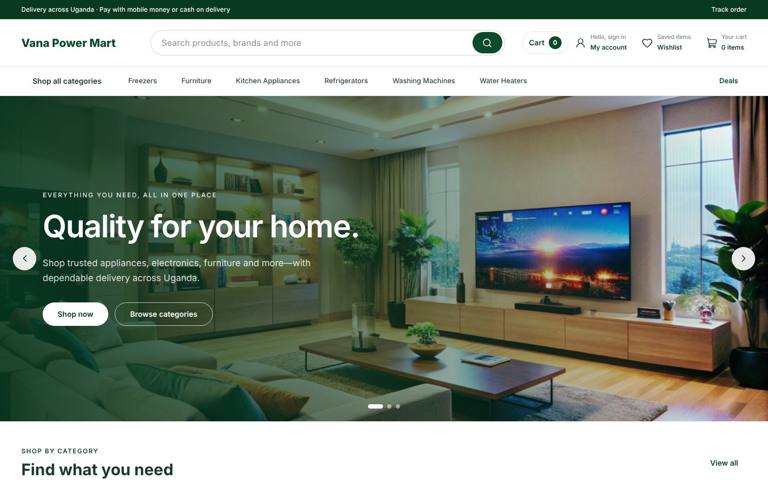 Delivery across Uganda · Pay with mobile money or cash on delivery
Track order
Vana Power Mart
Search products, brands and more
Cart 0
Hello, sign in
My account
Saved items
Wishlist
Your cart
0 items
Shop all categories
Freezers
Furniture
Kitchen Appliances
Refrigerators
Washing Machines
Water Heaters
Deals
EVERYTHING YOU NEED, ALL IN ONE PLACE
Quality for your home.
Shop trusted appliances, electronics, furniture and more—with
dependable delivery across Uganda.
Shop now
Browse categories
SHOP BY CATEGORY
Find what you need
View all